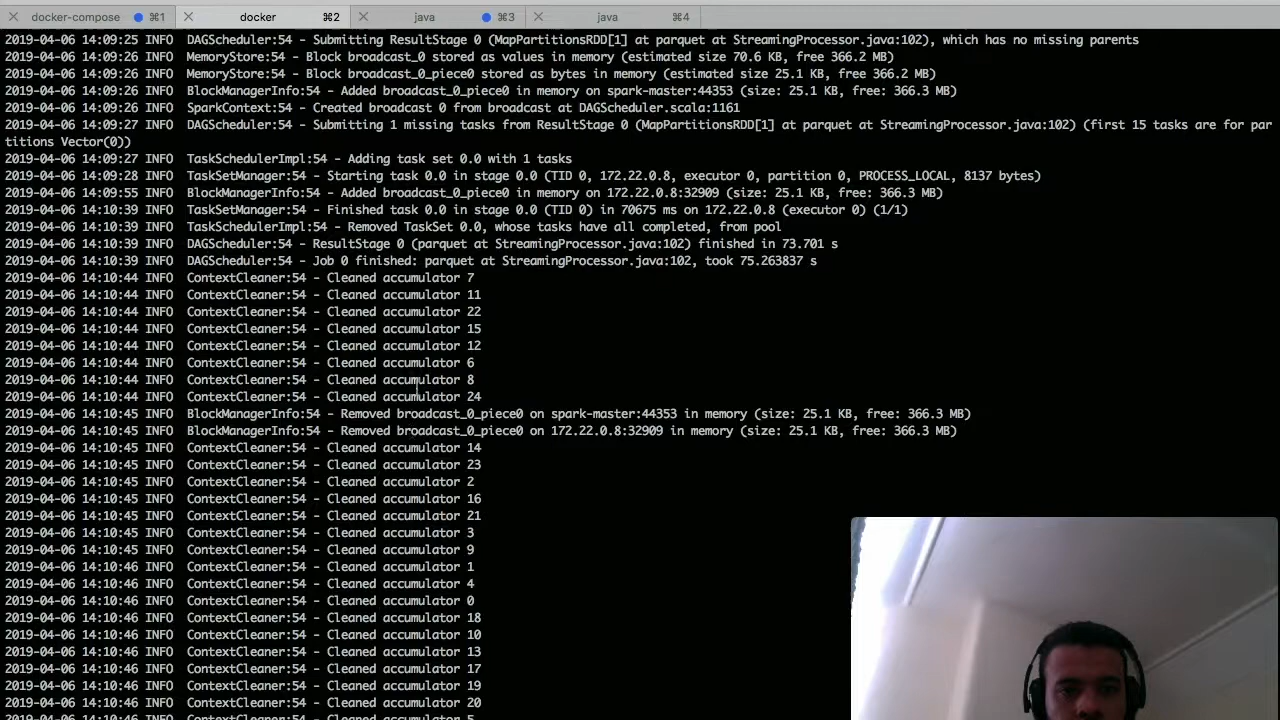 docker-compose ⌘1 docker ⌘2 java ⌘3 java ⌘4
2019-04-06 14:09:25 INFO DAGScheduler:54 - Submitting ResultStage 0 (MapPartitionsRDD[1] at parquet at StreamingProcessor.java:102), which has no missing parents
2019-04-06 14:09:26 INFO MemoryStore:54 - Block broadcast_0 stored as values in memory (estimated size 70.6 KB, free 366.2 MB)
2019-04-06 14:09:26 INFO MemoryStore:54 - Block broadcast_0_piece0 stored as bytes in memory (estimated size 25.1 KB, free 366.2 MB)
2019-04-06 14:09:26 INFO BlockManagerInfo:54 - Added broadcast_0_piece0 in memory on spark-master:44353 (size: 25.1 KB, free: 366.3 MB)
2019-04-06 14:09:26 INFO SparkContext:54 - Created broadcast 0 from broadcast at DAGScheduler.scala:1161
2019-04-06 14:09:27 INFO DAGScheduler:54 - Submitting 1 missing tasks from ResultStage 0 (MapPartitionsRDD[1] at parquet at StreamingProcessor.java:102) (first 15 tasks are for par
titions Vector(0))
2019-04-06 14:09:27 INFO TaskSchedulerImpl:54 - Adding task set 0.0 with 1 tasks
2019-04-06 14:09:28 INFO TaskSetManager:54 - Starting task 0.0 in stage 0.0 (TID 0, 172.22.0.8, executor 0, partition 0, PROCESS_LOCAL, 8137 bytes)
2019-04-06 14:09:55 INFO BlockManagerInfo:54 - Added broadcast_0_piece0 in memory on 172.22.0.8:32909 (size: 25.1 KB, free: 366.3 MB)
2019-04-06 14:10:39 INFO TaskSetManager:54 - Finished task 0.0 in stage 0.0 (TID 0) in 70675 ms on 172.22.0.8 (executor 0) (1/1)
2019-04-06 14:10:39 INFO TaskSchedulerImpl:54 - Removed TaskSet 0.0, whose tasks have all completed, from pool
2019-04-06 14:10:39 INFO DAGScheduler:54 - ResultStage 0 (parquet at StreamingProcessor.java:102) finished in 73.701 s
2019-04-06 14:10:39 INFO DAGScheduler:54 - Job 0 finished: parquet at StreamingProcessor.java:102, took 75.263837 s
2019-04-06 14:10:44 INFO ContextCleaner:54 - Cleaned accumulator 7
2019-04-06 14:10:44 INFO ContextCleaner:54 - Cleaned accumulator 11
2019-04-06 14:10:44 INFO ContextCleaner:54 - Cleaned accumulator 22
2019-04-06 14:10:44 INFO ContextCleaner:54 - Cleaned accumulator 15
2019-04-06 14:10:44 INFO ContextCleaner:54 - Cleaned accumulator 12
2019-04-06 14:10:44 INFO ContextCleaner:54 - Cleaned accumulator 6
2019-04-06 14:10:44 INFO ContextCleaner:54 - Cleaned accumulator 8
2019-04-06 14:10:44 INFO ContextCleaner:54 - Cleaned accumulator 24
2019-04-06 14:10:45 INFO BlockManagerInfo:54 - Removed broadcast_0_piece0 on spark-master:44353 in memory (size: 25.1 KB, free: 366.3 MB)
2019-04-06 14:10:45 INFO BlockManagerInfo:54 - Removed broadcast_0_piece0 on 172.22.0.8:32909 in memory (size: 25.1 KB, free: 366.3 MB)
2019-04-06 14:10:45 INFO ContextCleaner:54 - Cleaned accumulator 14
2019-04-06 14:10:45 INFO ContextCleaner:54 - Cleaned accumulator 23
2019-04-06 14:10:45 INFO ContextCleaner:54 - Cleaned accumulator 2
2019-04-06 14:10:45 INFO ContextCleaner:54 - Cleaned accumulator 16
2019-04-06 14:10:45 INFO ContextCleaner:54 - Cleaned accumulator 21
2019-04-06 14:10:45 INFO ContextCleaner:54 - Cleaned accumulator 3
2019-04-06 14:10:45 INFO ContextCleaner:54 - Cleaned accumulator 9
2019-04-06 14:10:46 INFO ContextCleaner:54 - Cleaned accumulator 1
2019-04-06 14:10:46 INFO ContextCleaner:54 - Cleaned accumulator 4
2019-04-06 14:10:46 INFO ContextCleaner:54 - Cleaned accumulator 0
2019-04-06 14:10:46 INFO ContextCleaner:54 - Cleaned accumulator 18
2019-04-06 14:10:46 INFO ContextCleaner:54 - Cleaned accumulator 10
2019-04-06 14:10:46 INFO ContextCleaner:54 - Cleaned accumulator 13
2019-04-06 14:10:46 INFO ContextCleaner:54 - Cleaned accumulator 17
2019-04-06 14:10:46 INFO ContextCleaner:54 - Cleaned accumulator 19
2019-04-06 14:10:46 INFO ContextCleaner:54 - Cleaned accumulator 20
2019-04-06 14:10:46 INFO ContextCleaner:54 - Cleaned accumulator 5